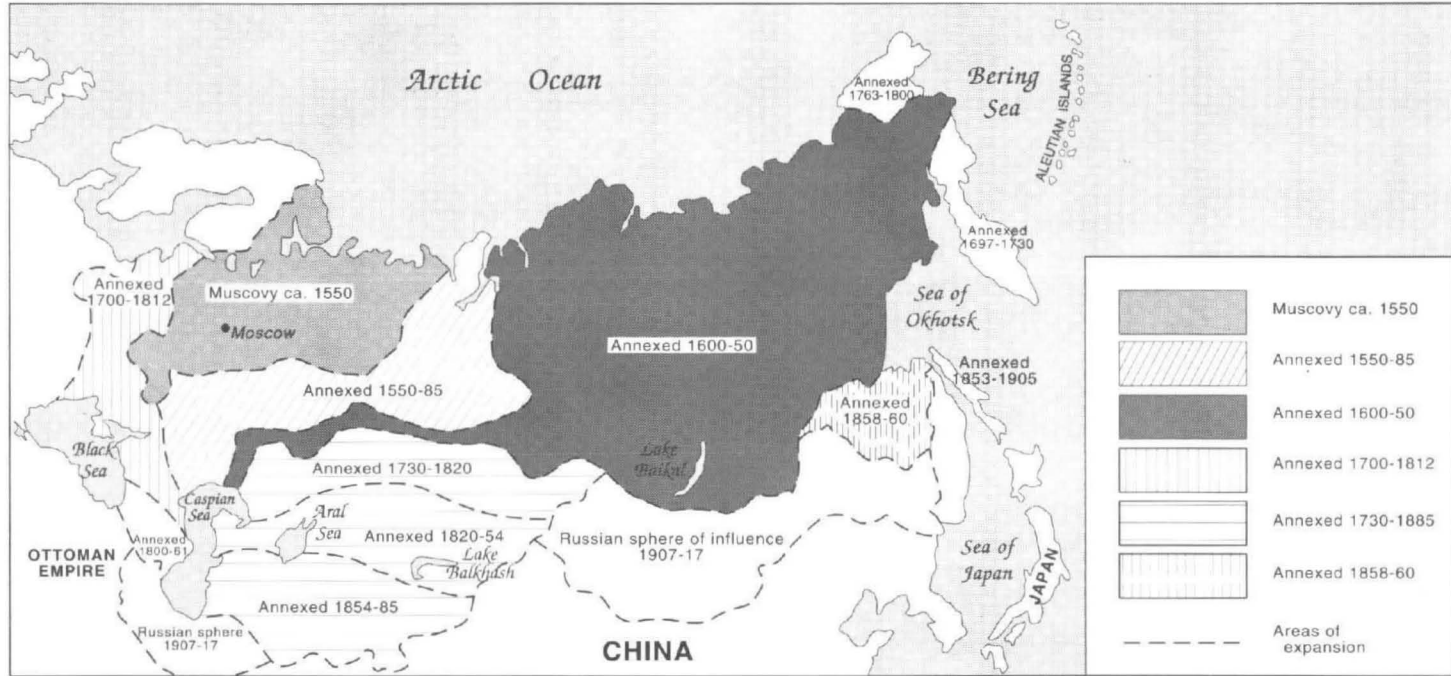 Arctic Ocean
Bering
Sea
ALEUTIAN ISLANDS
Annexed
1763-1800
Annexed
1697-1730
Sea of
Okhotsk
Annexed
1700-1812
Muscovy ca. 1550
Moscow
Annexed 1600-50
Annexed
1853-1905
Annexed 1550-85
Annexed
1858-60
Black
Sea
Annexed 1730-1820
Lake
Baikal
Caspian
Sea
Aral
Sea
Annexed
1800-61
OTTOMAN
EMPIRE
Annexed 1820-54
Lake
Balkhash
Russian sphere of influence
1907-17
Sea of
Japan
JAPAN
Annexed 1854-85
Russian sphere
1907-17
CHINA
Muscovy ca. 1550
Annexed 1550-85
Annexed 1600-50
Annexed 1700-1812
Annexed 1730-1885
Annexed 1858-60
Areas of
expansion